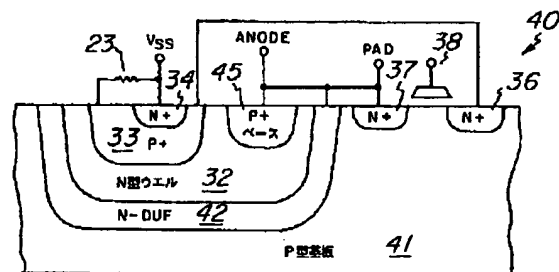 40
23
VSS
ANODE
PAD
38
34
45
37
36
N+
33
P+
P+
ベース
N+
N+
N型ウエル 32
N-DUF 42
P型基板 41